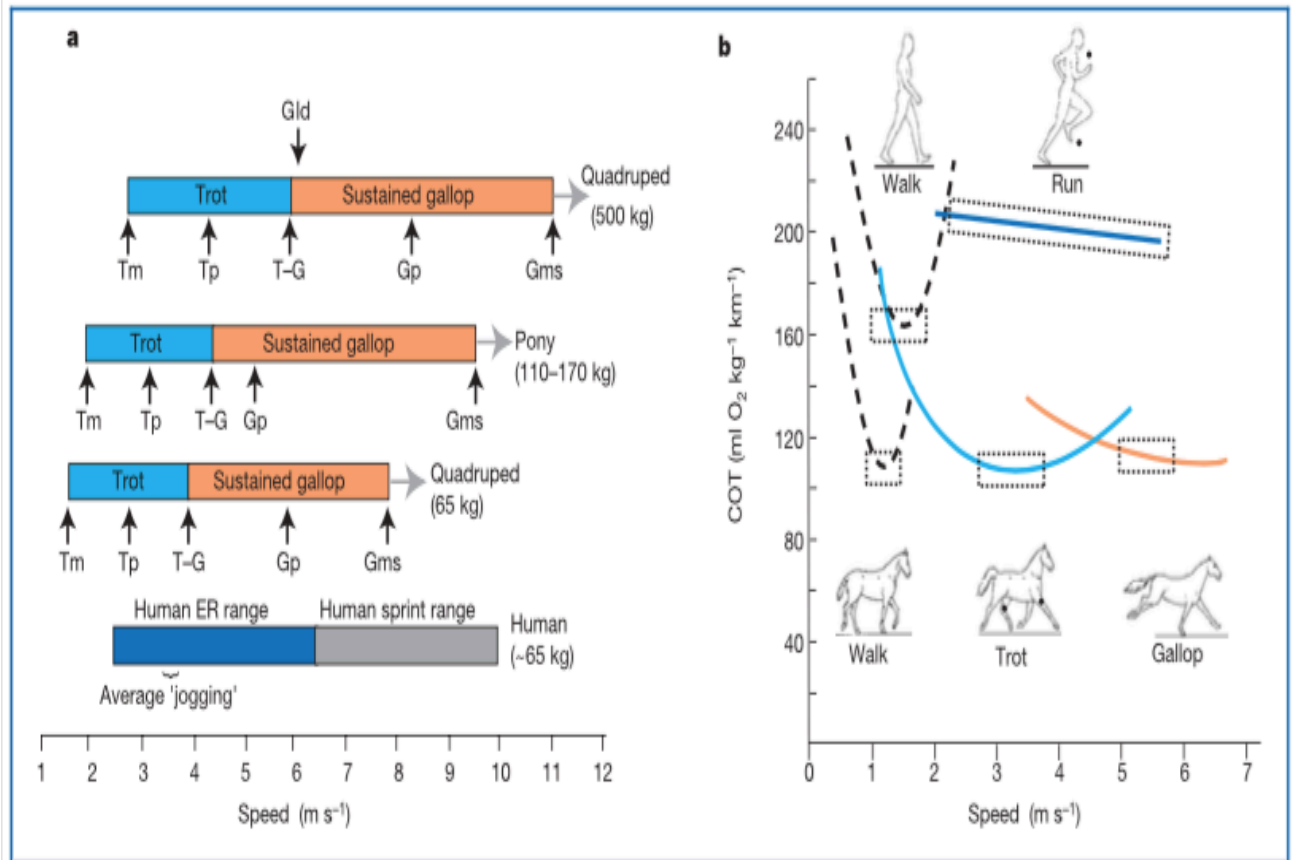 a
Gld
Trot
Sustained gallop
Quadruped
(500 kg)
Tm
Tp
T–G
Gp
Gms
Trot
Sustained gallop
Pony
(110–170 kg)
Tm
Tp
T–G
Gp
Gms
Trot
Sustained gallop
Quadruped
(65 kg)
Tm
Tp
T–G
Gp
Gms
Human ER range
Human sprint range
Human
(~65 kg)
Average 'jogging'
1 2 3 4 5 6 7 8 9 10 11 12
Speed (m s⁻¹)
b
Walk
Run
240
200
160
120
80
40
COT (ml O₂ kg⁻¹ km⁻¹)
Walk
Trot
Gallop
0 1 2 3 4 5 6 7
Speed (m s⁻¹)